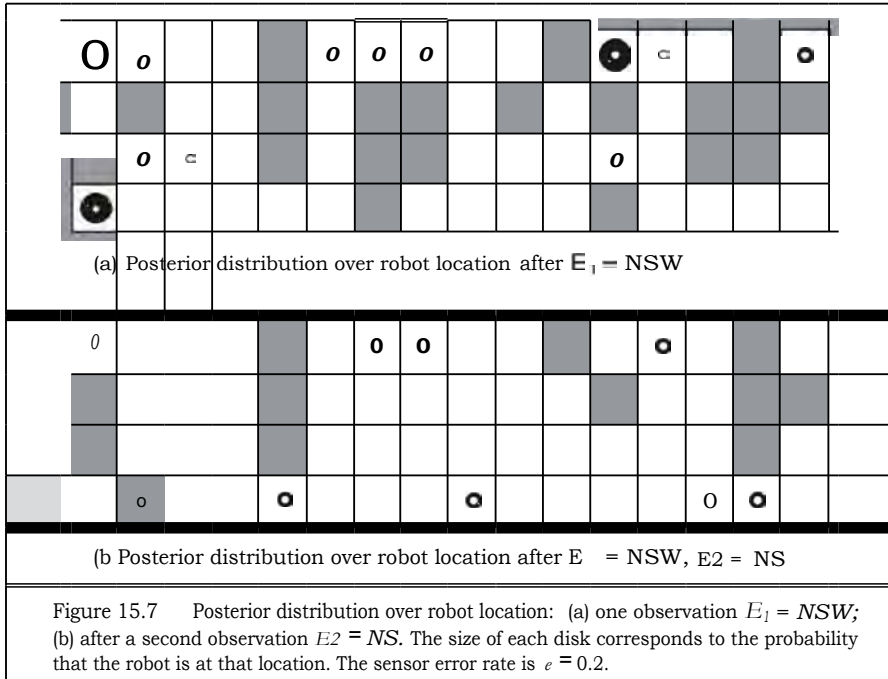 O o o o o
o
o o
(a) Posterior distribution over robot location after E1 = NSW
0 o o
o O
(b Posterior distribution over robot location after E = NSW, E2 = NS
Figure 15.7 Posterior distribution over robot location: (a) one observation E1 = NSW;
(b) after a second observation E2 = NS. The size of each disk corresponds to the probability
that the robot is at that location. The sensor error rate is e = 0.2.